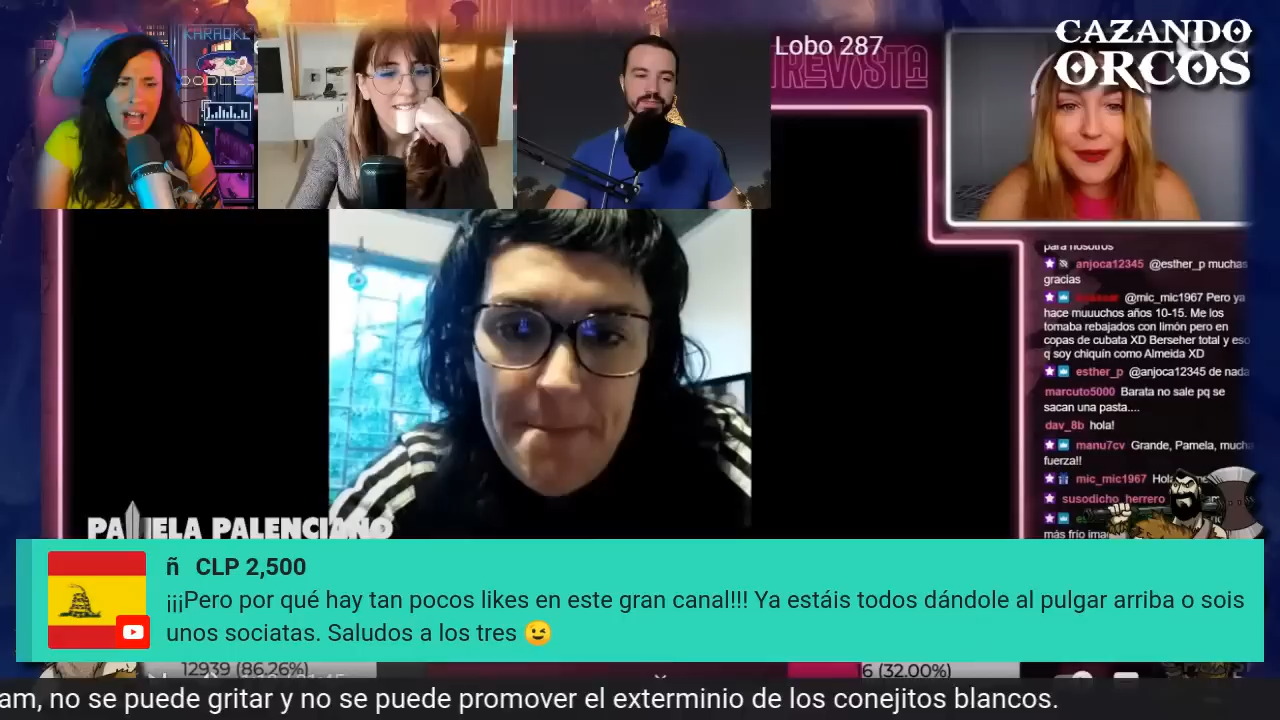 KARAOKE
OODLES
Lobo 287
TREVISTA
CAZANDO
ORCOS
para nosotros
anjoca12345 @esther_p muchas
gracias
@mic_mic1967 Pero ya
hace muuuchos años 10-15. Me los
tomaba rebajados con limón pero en
copas de cubata XD Berseher total y eso
q soy chiquín como Almeida XD
esther_p @anjoca12345 de nada
marcuto5000 Barata no sale pq se
sacan una pasta....
dav_8b hola!
manu7cv Grande, Pamela, mucha
fuerza!!
mic_mic1967 Hola
susodicho_herrero
más frío
PAMELA PALENCIANO
ñ CLP 2,500
¡¡¡Pero por qué hay tan pocos likes en este gran canal!!! Ya estáis todos dándole al pulgar arriba o sois
unos sociatas. Saludos a los tres 😉
12939 (86.26%)
6 (32.00%)
am, no se puede gritar y no se puede promover el exterminio de los conejitos blancos.